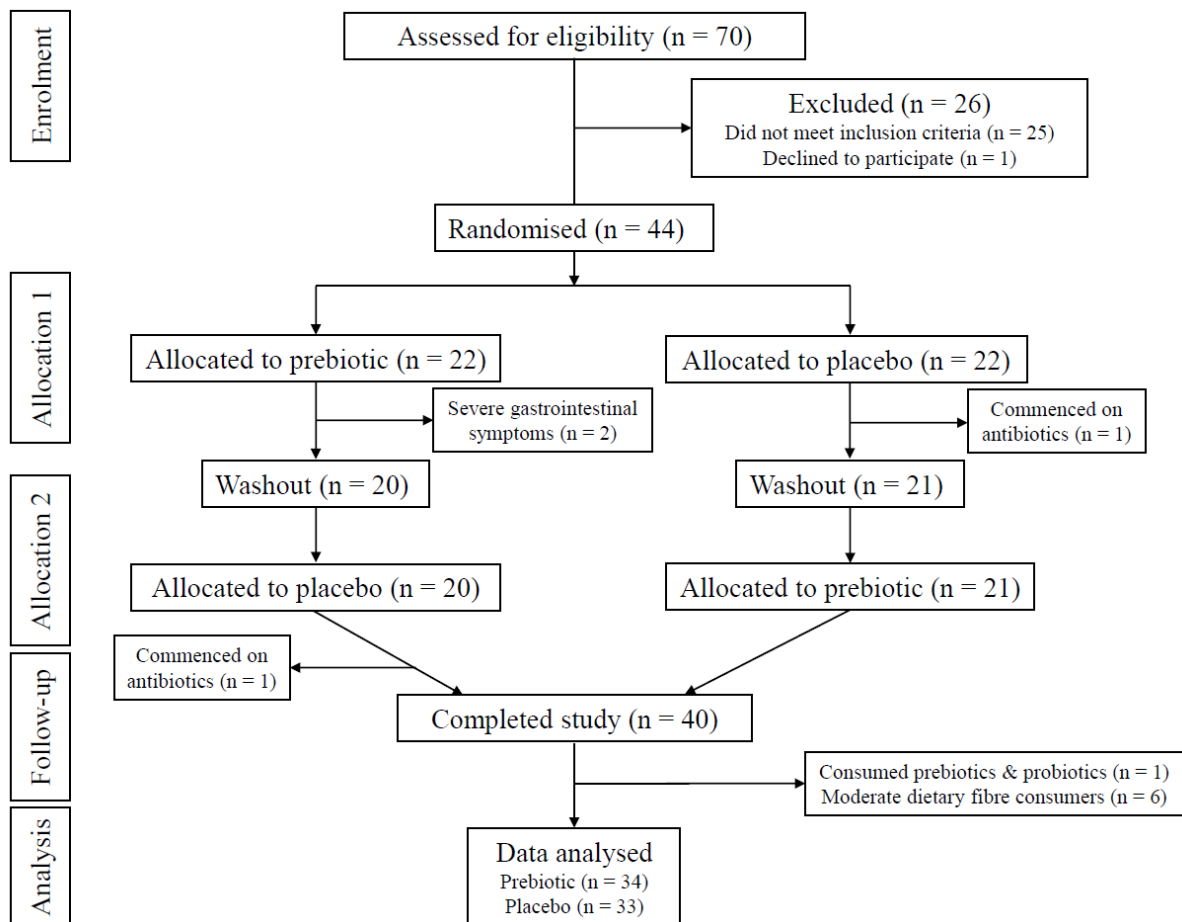 Enrolment
Assessed for eligibility (n = 70)
Excluded (n = 26)
Did not meet inclusion criteria (n = 25)
Declined to participate (n = 1)
Randomised (n = 44)
Allocation 1
Allocated to prebiotic (n = 22)
Allocated to placebo (n = 22)
Severe gastrointestinal
symptoms (n = 2)
Commenced on
antibiotics (n = 1)
Washout (n = 20)
Washout (n = 21)
Allocation 2
Allocated to placebo (n = 20)
Allocated to prebiotic (n = 21)
Commenced on
antibiotics (n = 1)
Follow-up
Completed study (n = 40)
Consumed prebiotics & probiotics (n = 1)
Moderate dietary fibre consumers (n = 6)
Analysis
Data analysed
Prebiotic (n = 34)
Placebo (n = 33)